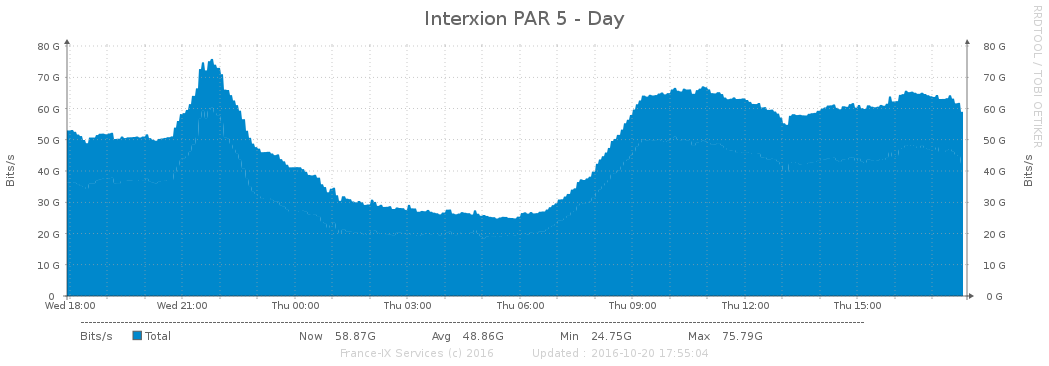 Interxion PAR 5 - Day
RRDTOOL / TOBI OETIKER
Bits/s
80 G
70 G
60 G
50 G
40 G
30 G
20 G
10 G
0
80 G
70 G
60 G
50 G
40 G
30 G
20 G
10 G
0 G
Bits/s
Wed 18:00 Wed 21:00 Thu 00:00 Thu 03:00 Thu 06:00 Thu 09:00 Thu 12:00 Thu 15:00
Bits/s Total Now 58.87G Avg 48.86G Min 24.75G Max 75.79G
France-IX Services (c) 2016 Updated : 2016-10-20 17:55:04